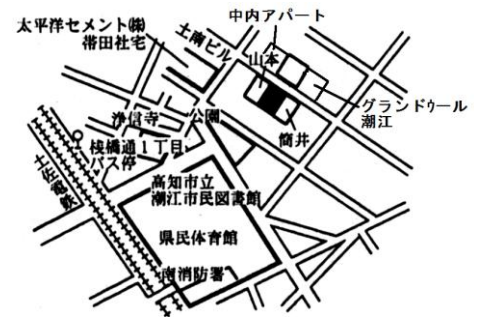 中内アパート
太平洋セメント㈱
帯田社宅
土南ビル
山本
グランドゥール
潮江
浄信寺
公園
筒井
桟橋通1丁目
バス停
土佐電鉄
高知市立
潮江市民図書館
県民体育館
南消防署